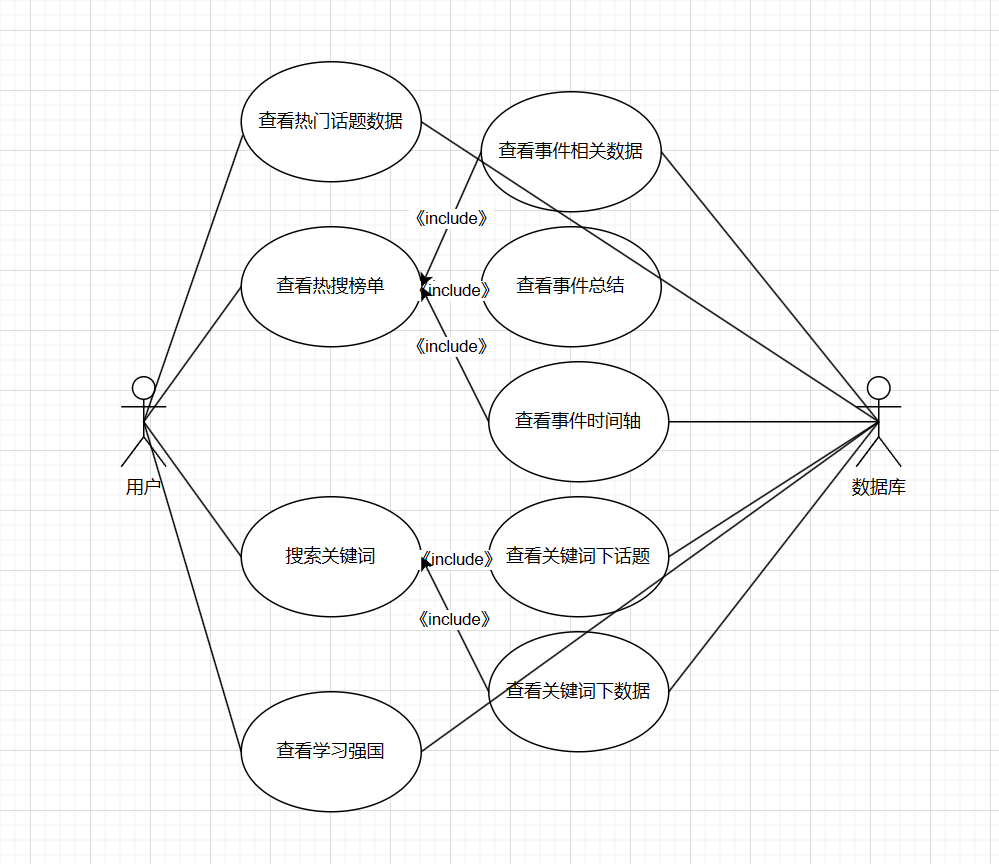 查看热门话题数据
查看事件相关数据
《include》
查看热搜榜单
《include》
查看事件总结
《include》
查看事件时间轴
用户
数据库
搜索关键词
《include》
查看关键词下话题
《include》
查看关键词下数据
查看学习强国